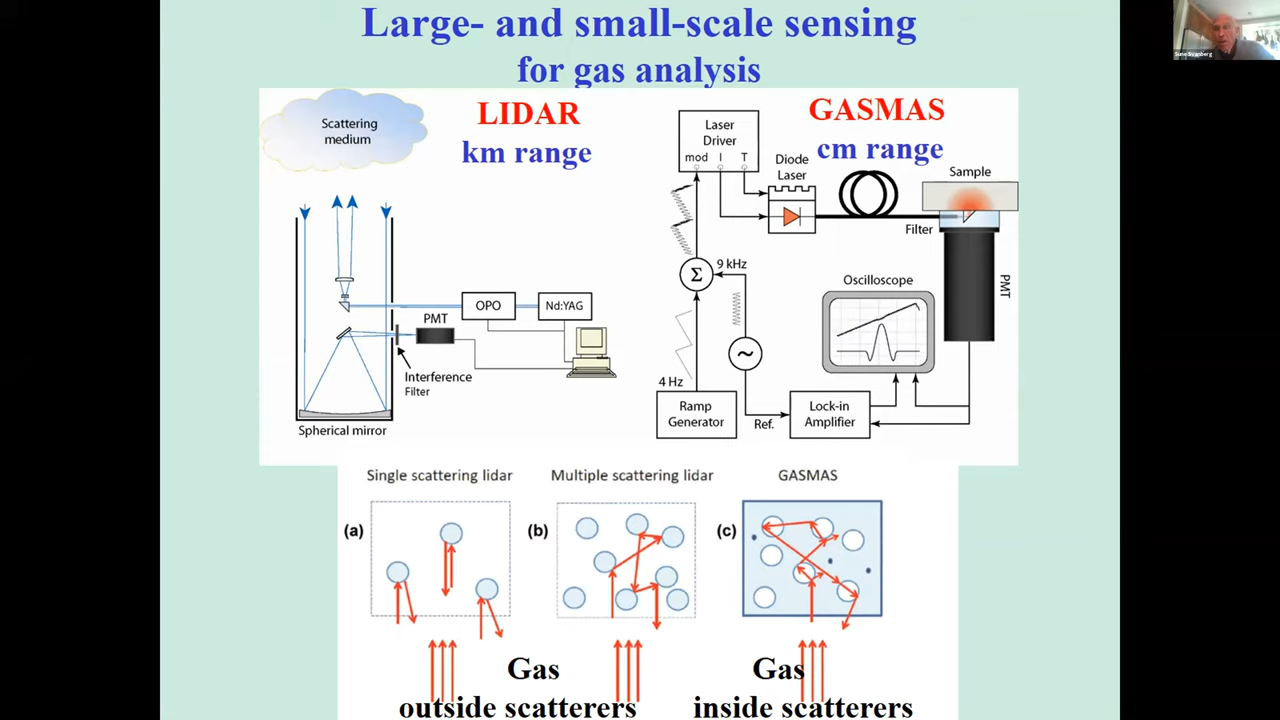 Large- and small-scale sensing
for gas analysis
Sune Svanberg
LIDAR
km range
Scattering
medium
OPO
Nd:YAG
PMT
Interference
Filter
Spherical mirror
GASMAS
cm range
Laser
Driver
mod I T
Diode
Laser
Sample
Filter
PMT
Σ
9 kHz
~
Oscilloscope
4 Hz
Ramp
Generator
Ref.
Lock-in
Amplifier
Single scattering lidar
Multiple scattering lidar
GASMAS
(a)
(b)
(c)
Gas
outside scatterers
Gas
inside scatterers